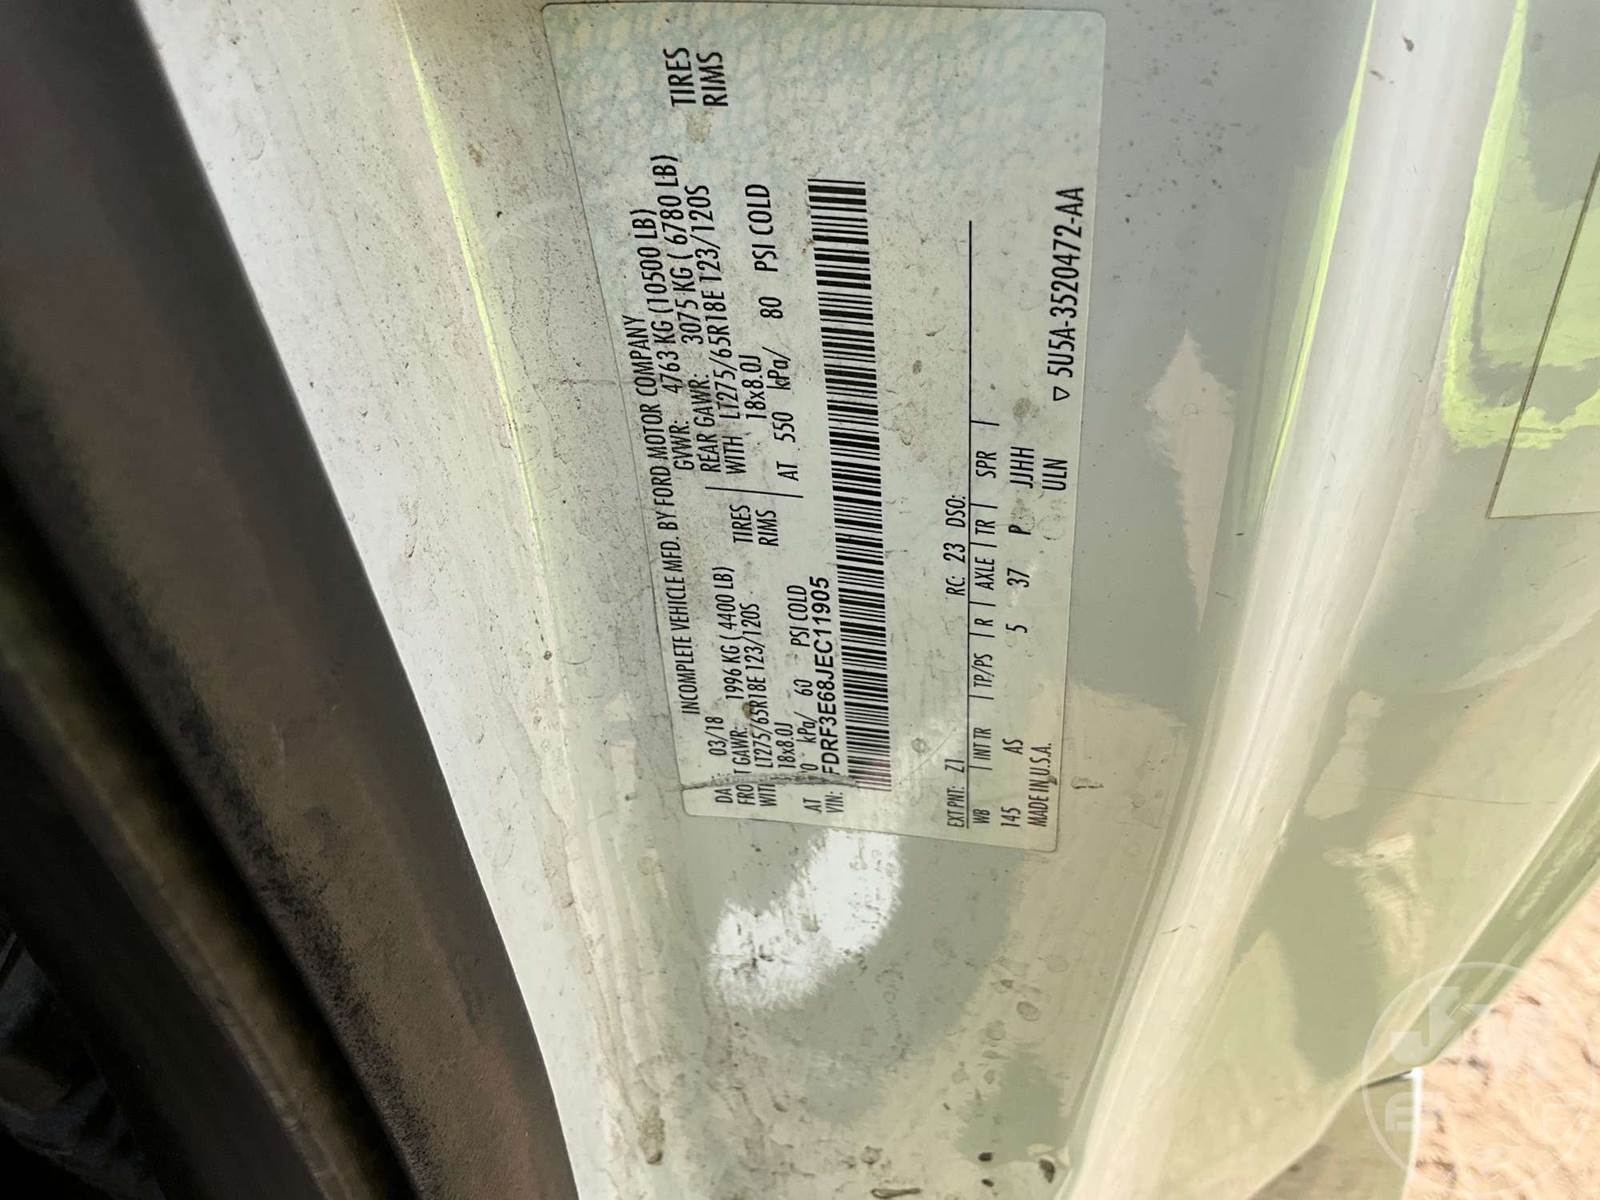 INCOMPLETE VEHICLE MFD. BY FORD MOTOR COMPANY
DA 03/18 GVWR: 4763 KG (10500 LB)
FRO T GAWR: 1996 KG (4400 LB) REAR GAWR: 3075 KG (6780 LB)
WIT LT275/65R18E 123/120S TIRES WITH LT275/65R18E 123/120S TIRES
18x8.0J RIMS 18x8.0J RIMS
AT 0 kPa/ 60 PSI COLD AT 550 kPa/ 80 PSI COLD
VIN: FDRF3E68JEC11905
EXT PNT: Z1 RC: 23 DSO:
WB | INT TR | TP/PS | R | AXLE | TR | SPR |
145 AS 5 37 P JJHH
MADE IN U.S.A. ULN
▽ 5U5A-3520472-AA